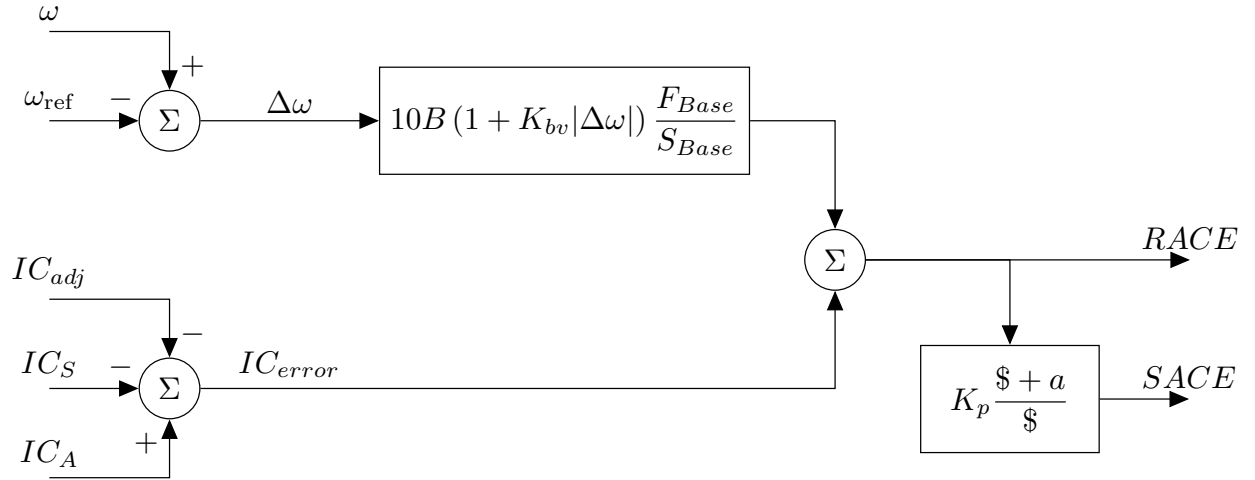 ω
+
ω_ref
−
Σ
Δω
10B (1 + K_bv|Δω|) F_Base / S_Base
IC_adj
−
Σ
RACE
IC_S
−
Σ
IC_error
K_p ($ + a) / $
SACE
+
IC_A